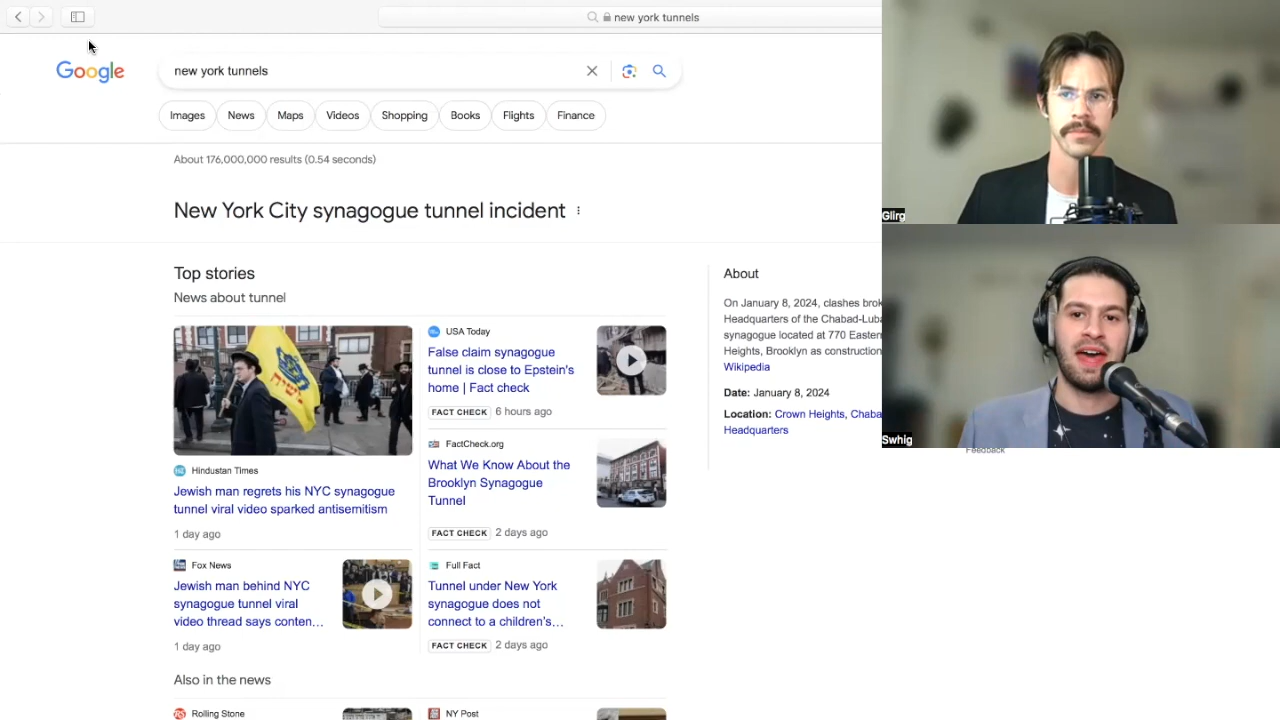 new york tunnels
Google
new york tunnels
Images
News
Maps
Videos
Shopping
Books
Flights
Finance
About 176,000,000 results (0.54 seconds)
New York City synagogue tunnel incident
Top stories
News about tunnel
Hindustan Times
Jewish man regrets his NYC synagogue
tunnel viral video sparked antisemitism
1 day ago
USA Today
False claim synagogue
tunnel is close to Epstein's
home | Fact check
FACT CHECK 6 hours ago
FactCheck.org
What We Know About the
Brooklyn Synagogue
Tunnel
FACT CHECK 2 days ago
Fox News
Jewish man behind NYC
synagogue tunnel viral
video thread says conten...
1 day ago
Full Fact
Tunnel under New York
synagogue does not
connect to a children's...
FACT CHECK 2 days ago
Also in the news
Rolling Stone
NY Post
About
On January 8, 2024, clashes brok
Headquarters of the Chabad-Luba
synagogue located at 770 Eastern
Heights, Brooklyn as construction
Wikipedia
Date: January 8, 2024
Location: Crown Heights, Chaba
Headquarters
Feedback
Glirg
Swhig